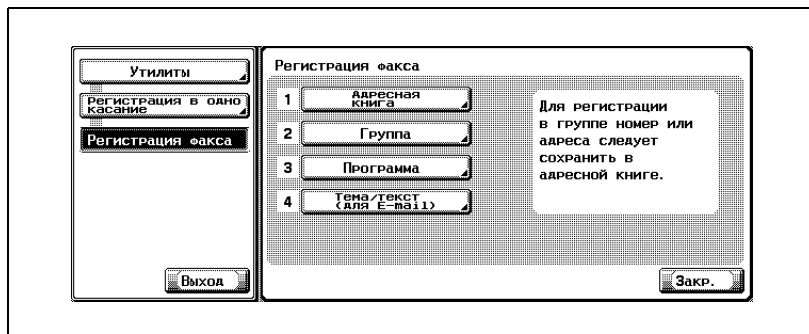 Утилиты
Регистрация в одно
касание
Регистрация факса
Выход
Регистрация факса
1 Адресная
книга
2 Группа
3 Программа
4 Тема/текст
(для E-mail)
Для регистрации
в группе номер или
адреса следует
сохранить в
адресной книге.
Закр.